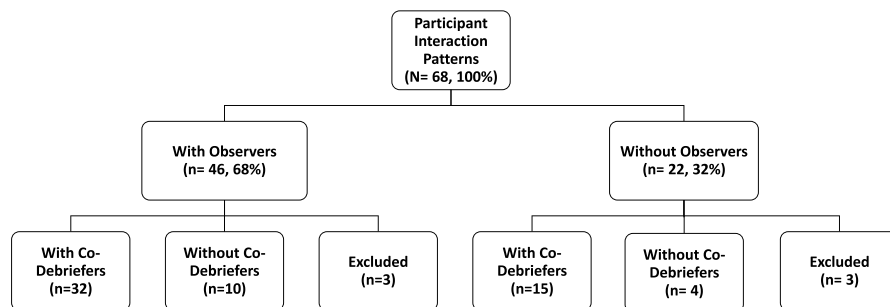 Participant
Interaction
Patterns
(N= 68, 100%)
With Observers
(n= 46, 68%)
Without Observers
(n= 22, 32%)
With Co-
Debriefers
(n=32)
Without Co-
Debriefers
(n=10)
Excluded
(n=3)
With Co-
Debriefers
(n=15)
Without Co-
Debriefers
(n= 4)
Excluded
(n= 3)